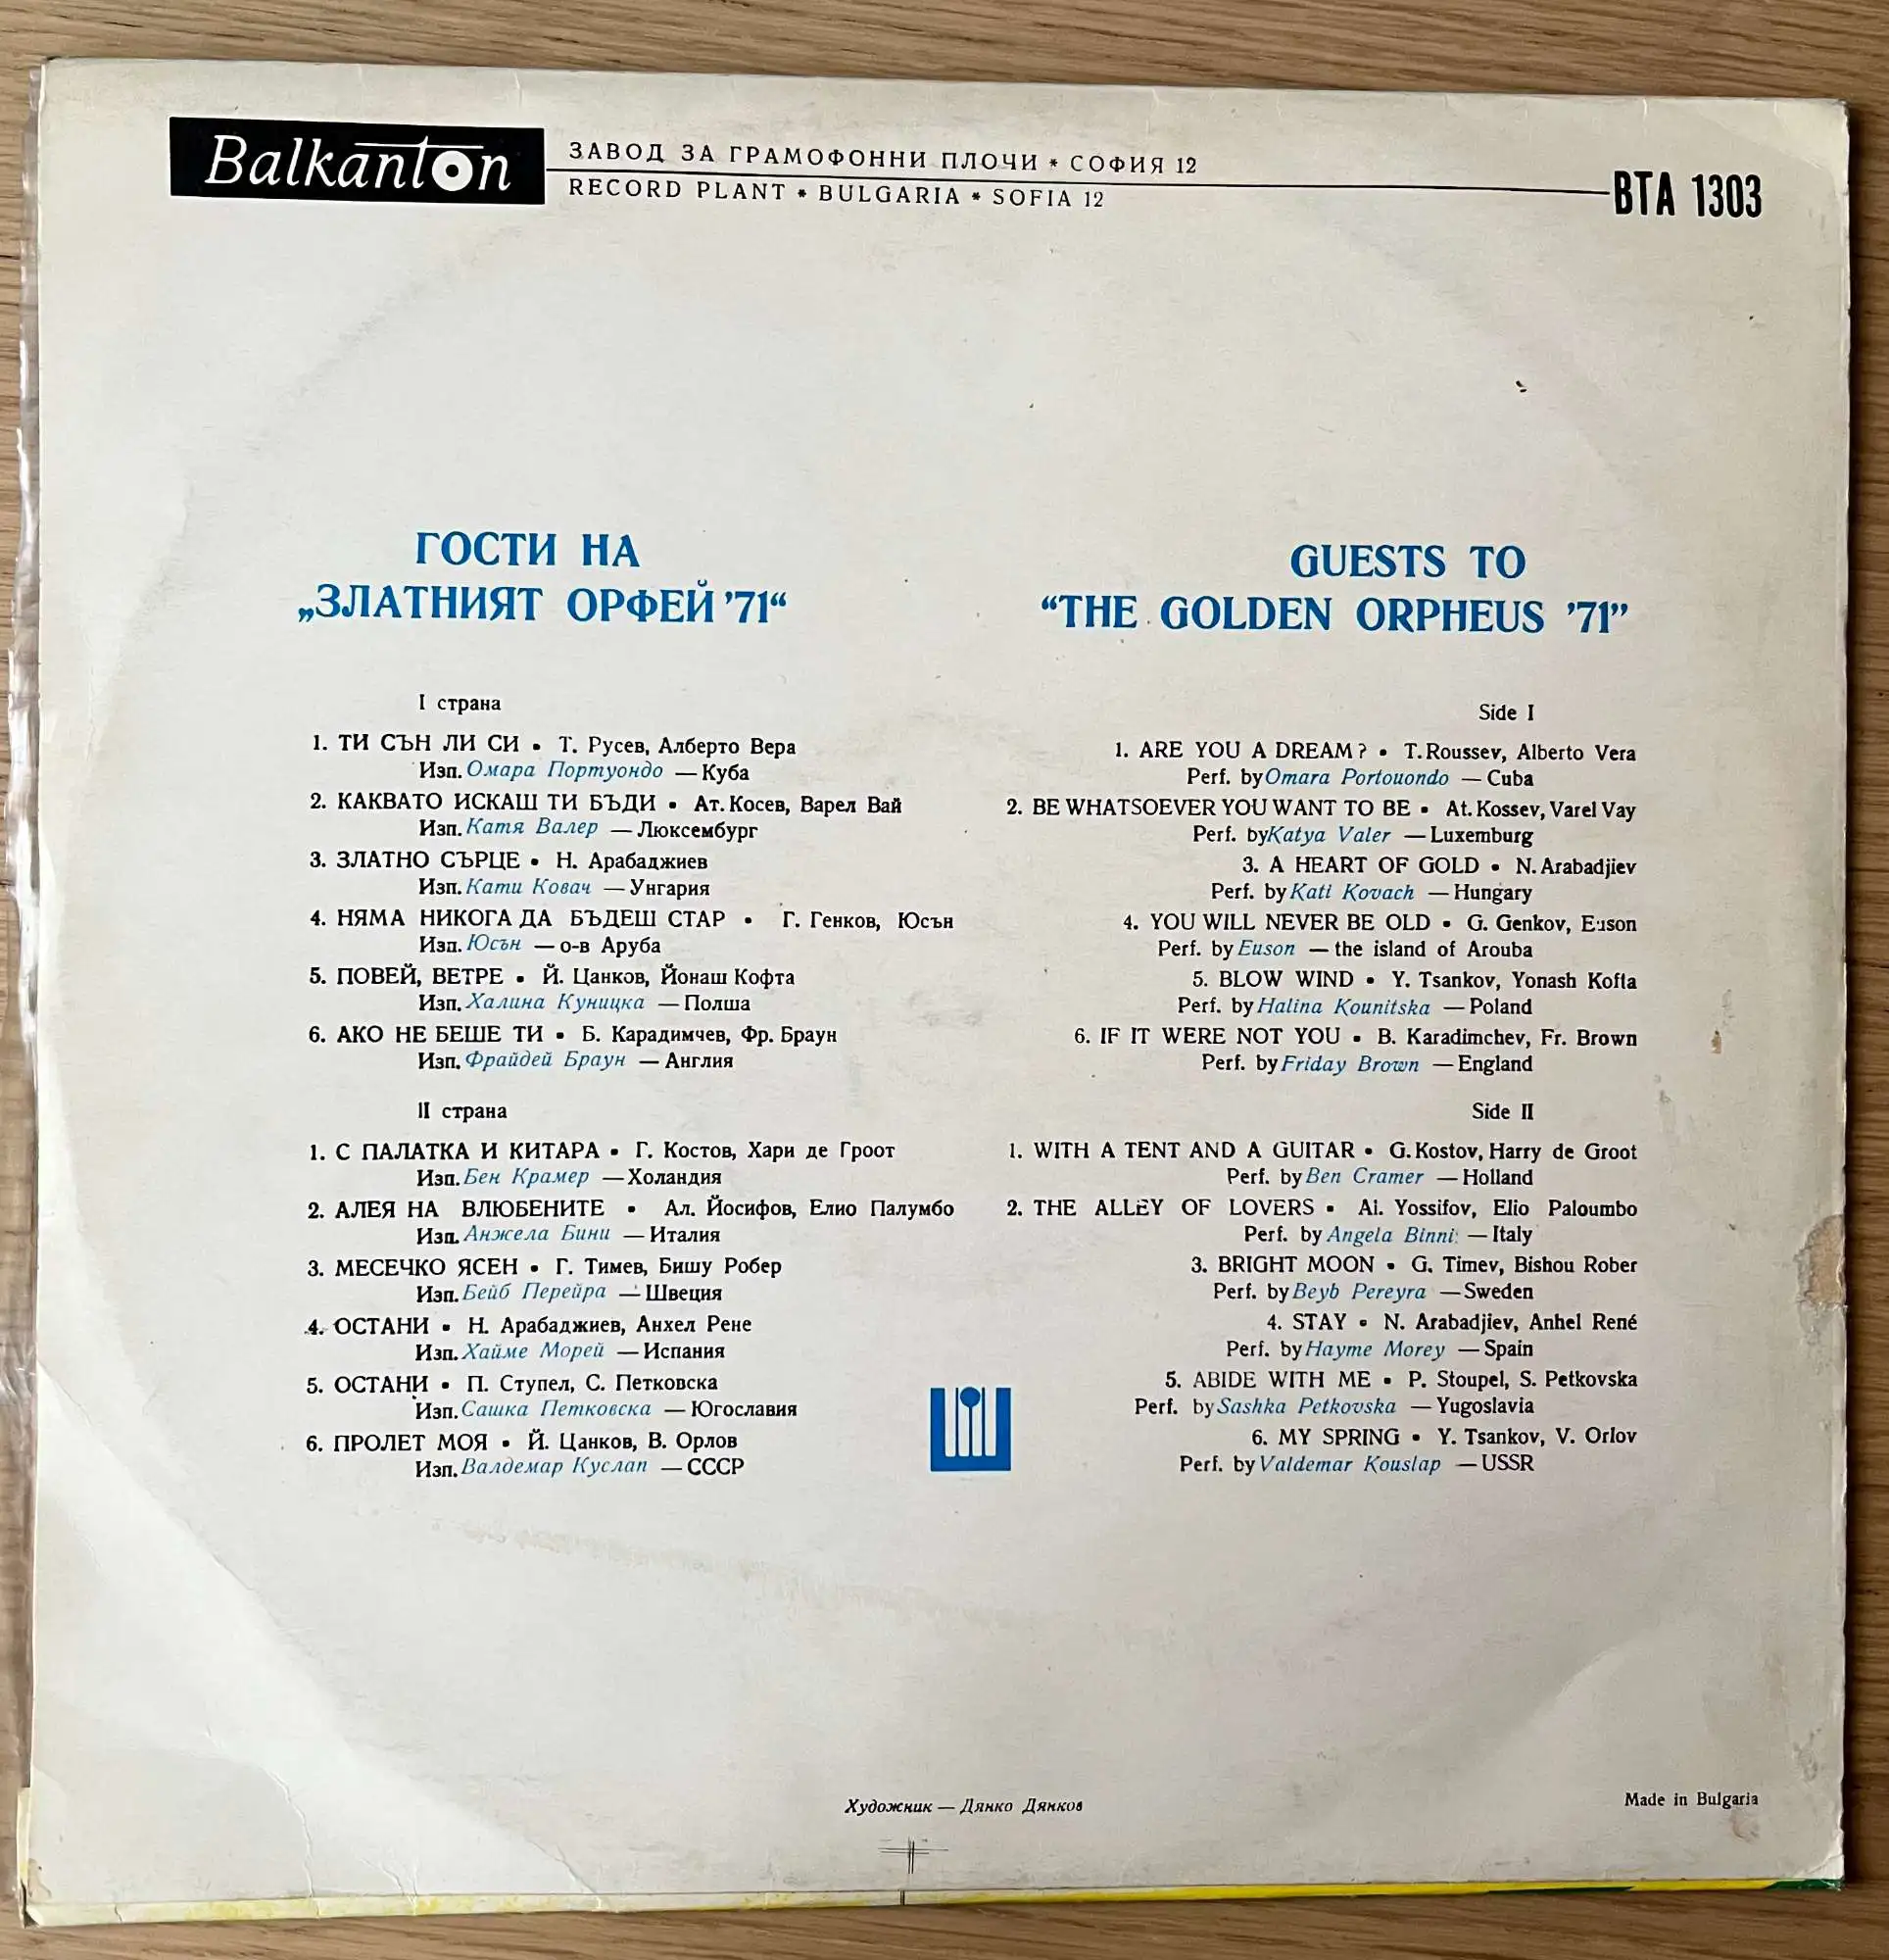 Balkanton
ЗАВОД ЗА ГРАМОФОННИ ПЛОЧИ * СОФИЯ 12
RECORD PLANT * BULGARIA * SOFIA 12
ВТА 1303
ГОСТИ НА
„ЗЛАТНИЯТ ОРФЕЙ '71“
I страна
1. ТИ СЪН ЛИ СИ • Т. Русев, Алберто Вера
Изп. Омара Портуондо — Куба
2. КАКВАТО ИСКАШ ТИ БЪДИ • Ат. Косев, Варел Вай
Изп. Катя Валер — Люксембург
3. ЗЛАТНО СЪРЦЕ • Н. Арабаджиев
Изп. Кати Ковач — Унгария
4. НЯМА НИКОГА ДА БЪДЕШ СТАР • Г. Генков, Юсън
Изп. Юсън — о-в Аруба
5. ПОВЕЙ, ВЕТРЕ • Й. Цанков, Йонаш Кофта
Изп. Халина Куницка — Полша
6. АКО НЕ БЕШЕ ТИ • Б. Карадимчев, Фр. Браун
Изп. Фрайдей Браун — Англия
II страна
1. С ПАЛАТКА И КИТАРА • Г. Костов, Хари де Гроот
Изп. Бен Крамер — Холандия
2. АЛЕЯ НА ВЛЮБЕНИТЕ • Ал. Йосифов, Елио Палумбо
Изп. Анжела Бини — Италия
3. МЕСЕЧКО ЯСЕН • Г. Тимев, Бишу Робер
Изп. Бейб Перейра — Швеция
4. ОСТАНИ • Н. Арабаджиев, Анхел Рене
Изп. Хайме Морей — Испания
5. ОСТАНИ • П. Ступел, С. Петковска
Изп. Сашка Петковска — Югославия
6. ПРОЛЕТ МОЯ • Й. Цанков, В. Орлов
Изп. Валдемар Куслап — СССР
GUESTS TO
“THE GOLDEN ORPHEUS '71”
Side I
1. ARE YOU A DREAM? • T. Roussev, Alberto Vera
Perf. by Omara Portouondo — Cuba
2. BE WHATSOEVER YOU WANT TO BE • At. Kossev, Varel Vay
Perf. by Katya Valer — Luxemburg
3. A HEART OF GOLD • N. Arabadjiev
Perf. by Kati Kovach — Hungary
4. YOU WILL NEVER BE OLD • G. Genkov, Euson
Perf. by Euson — the island of Arouba
5. BLOW WIND • Y. Tsankov, Yonash Kofta
Perf. by Halina Kounitska — Poland
6. IF IT WERE NOT YOU • B. Karadimchev, Fr. Brown
Perf. by Friday Brown — England
Side II
1. WITH A TENT AND A GUITAR • G. Kostov, Harry de Groot
Perf. by Ben Cramer — Holland
2. THE ALLEY OF LOVERS • Al. Yossifov, Elio Paloumbo
Perf. by Angela Binni — Italy
3. BRIGHT MOON • G. Timev, Bishou Rober
Perf. by Beyb Pereyra — Sweden
4. STAY • N. Arabadjiev, Anhel René
Perf. by Hayme Morey — Spain
5. ABIDE WITH ME • P. Stoupel, S. Petkovska
Perf. by Sashka Petkovska — Yugoslavia
6. MY SPRING • Y. Tsankov, V. Orlov
Perf. by Valdemar Kouslap — USSR
Художник — Дянко Дянков
Made in Bulgaria